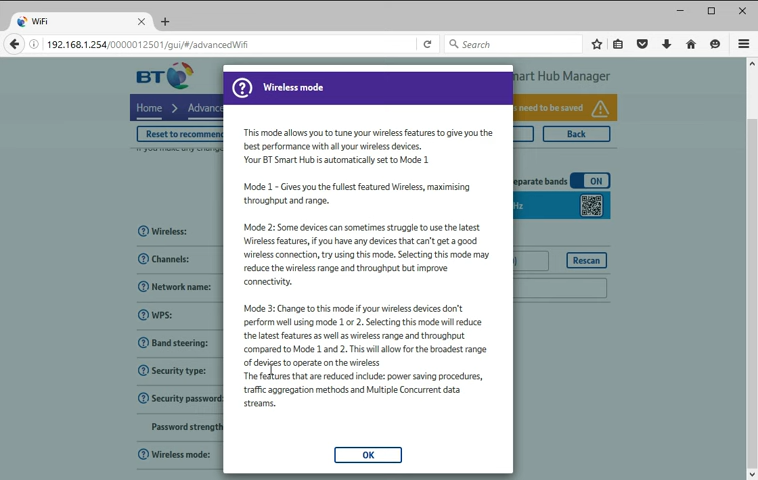 WiFi
192.168.1.254/0000012501/gui/#/advancedWifi
Search
BT
mart Hub Manager
Home
Advance
s need to be saved
Reset to recommen
Back
If you make any change
eparate bands
ON
Hz
Wireless:
Channels:
Rescan
Network name:
WPS:
Band steering:
Security type:
Security password:
Password strength
Wireless mode:
Wireless mode
This mode allows you to tune your wireless features to give you the
best performance with all your wireless devices.
Your BT Smart Hub is automatically set to Mode 1
Mode 1 - Gives you the fullest featured Wireless, maximising
throughput and range.
Mode 2: Some devices can sometimes struggle to use the latest
Wireless features, if you have any devices that can't get a good
wireless connection, try using this mode. Selecting this mode may
reduce the wireless range and throughput but improve
connectivity.
Mode 3: Change to this mode if your wireless devices don't
perform well using mode 1 or 2. Selecting this mode will reduce
the latest features as well as wireless range and throughput
compared to Mode 1 and 2. This will allow for the broadest range
of devices to operate on the wireless
The features that are reduced include: power saving procedures,
traffic aggregation methods and Multiple Concurrent data
streams.
OK